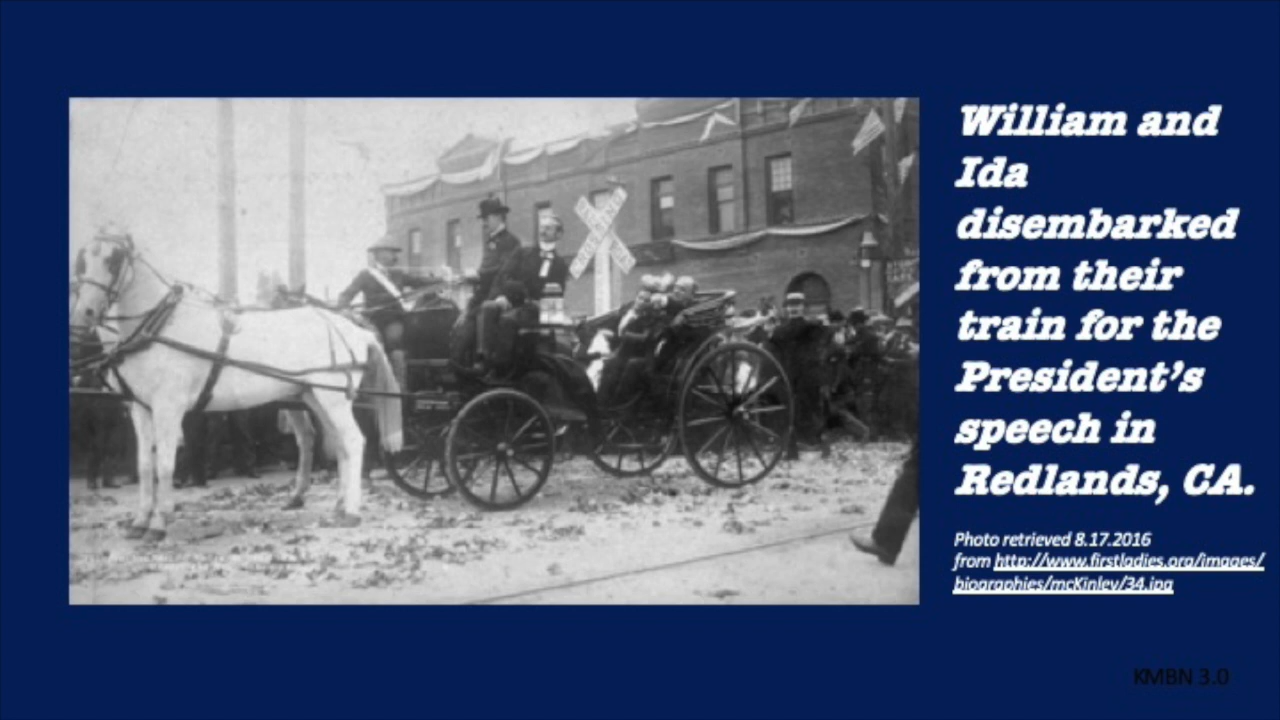 William and
Ida
disembarked
from their
train for the
President's
speech in
Redlands, CA.
Photo retrieved 8.17.2016
from http://www.firstladies.org/images/
biographies/mcKinley/34.jpg
KMBN 3.0